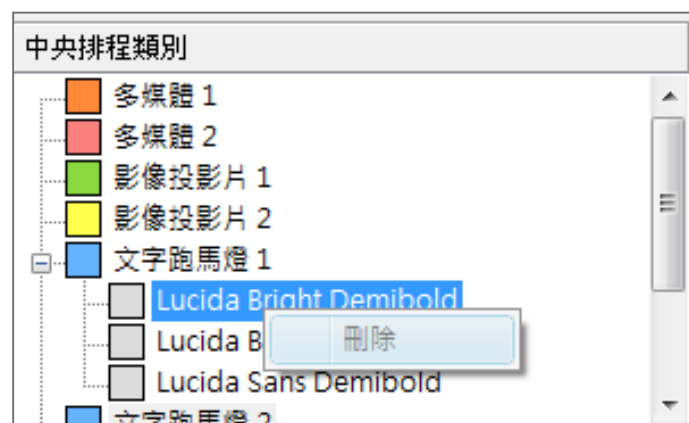 中央排程類別
多媒體 1
多媒體 2
影像投影片 1
影像投影片 2
文字跑馬燈 1
Lucida Bright Demibold
Lucida B
刪除
Lucida Sans Demibold
文字跑馬燈 2